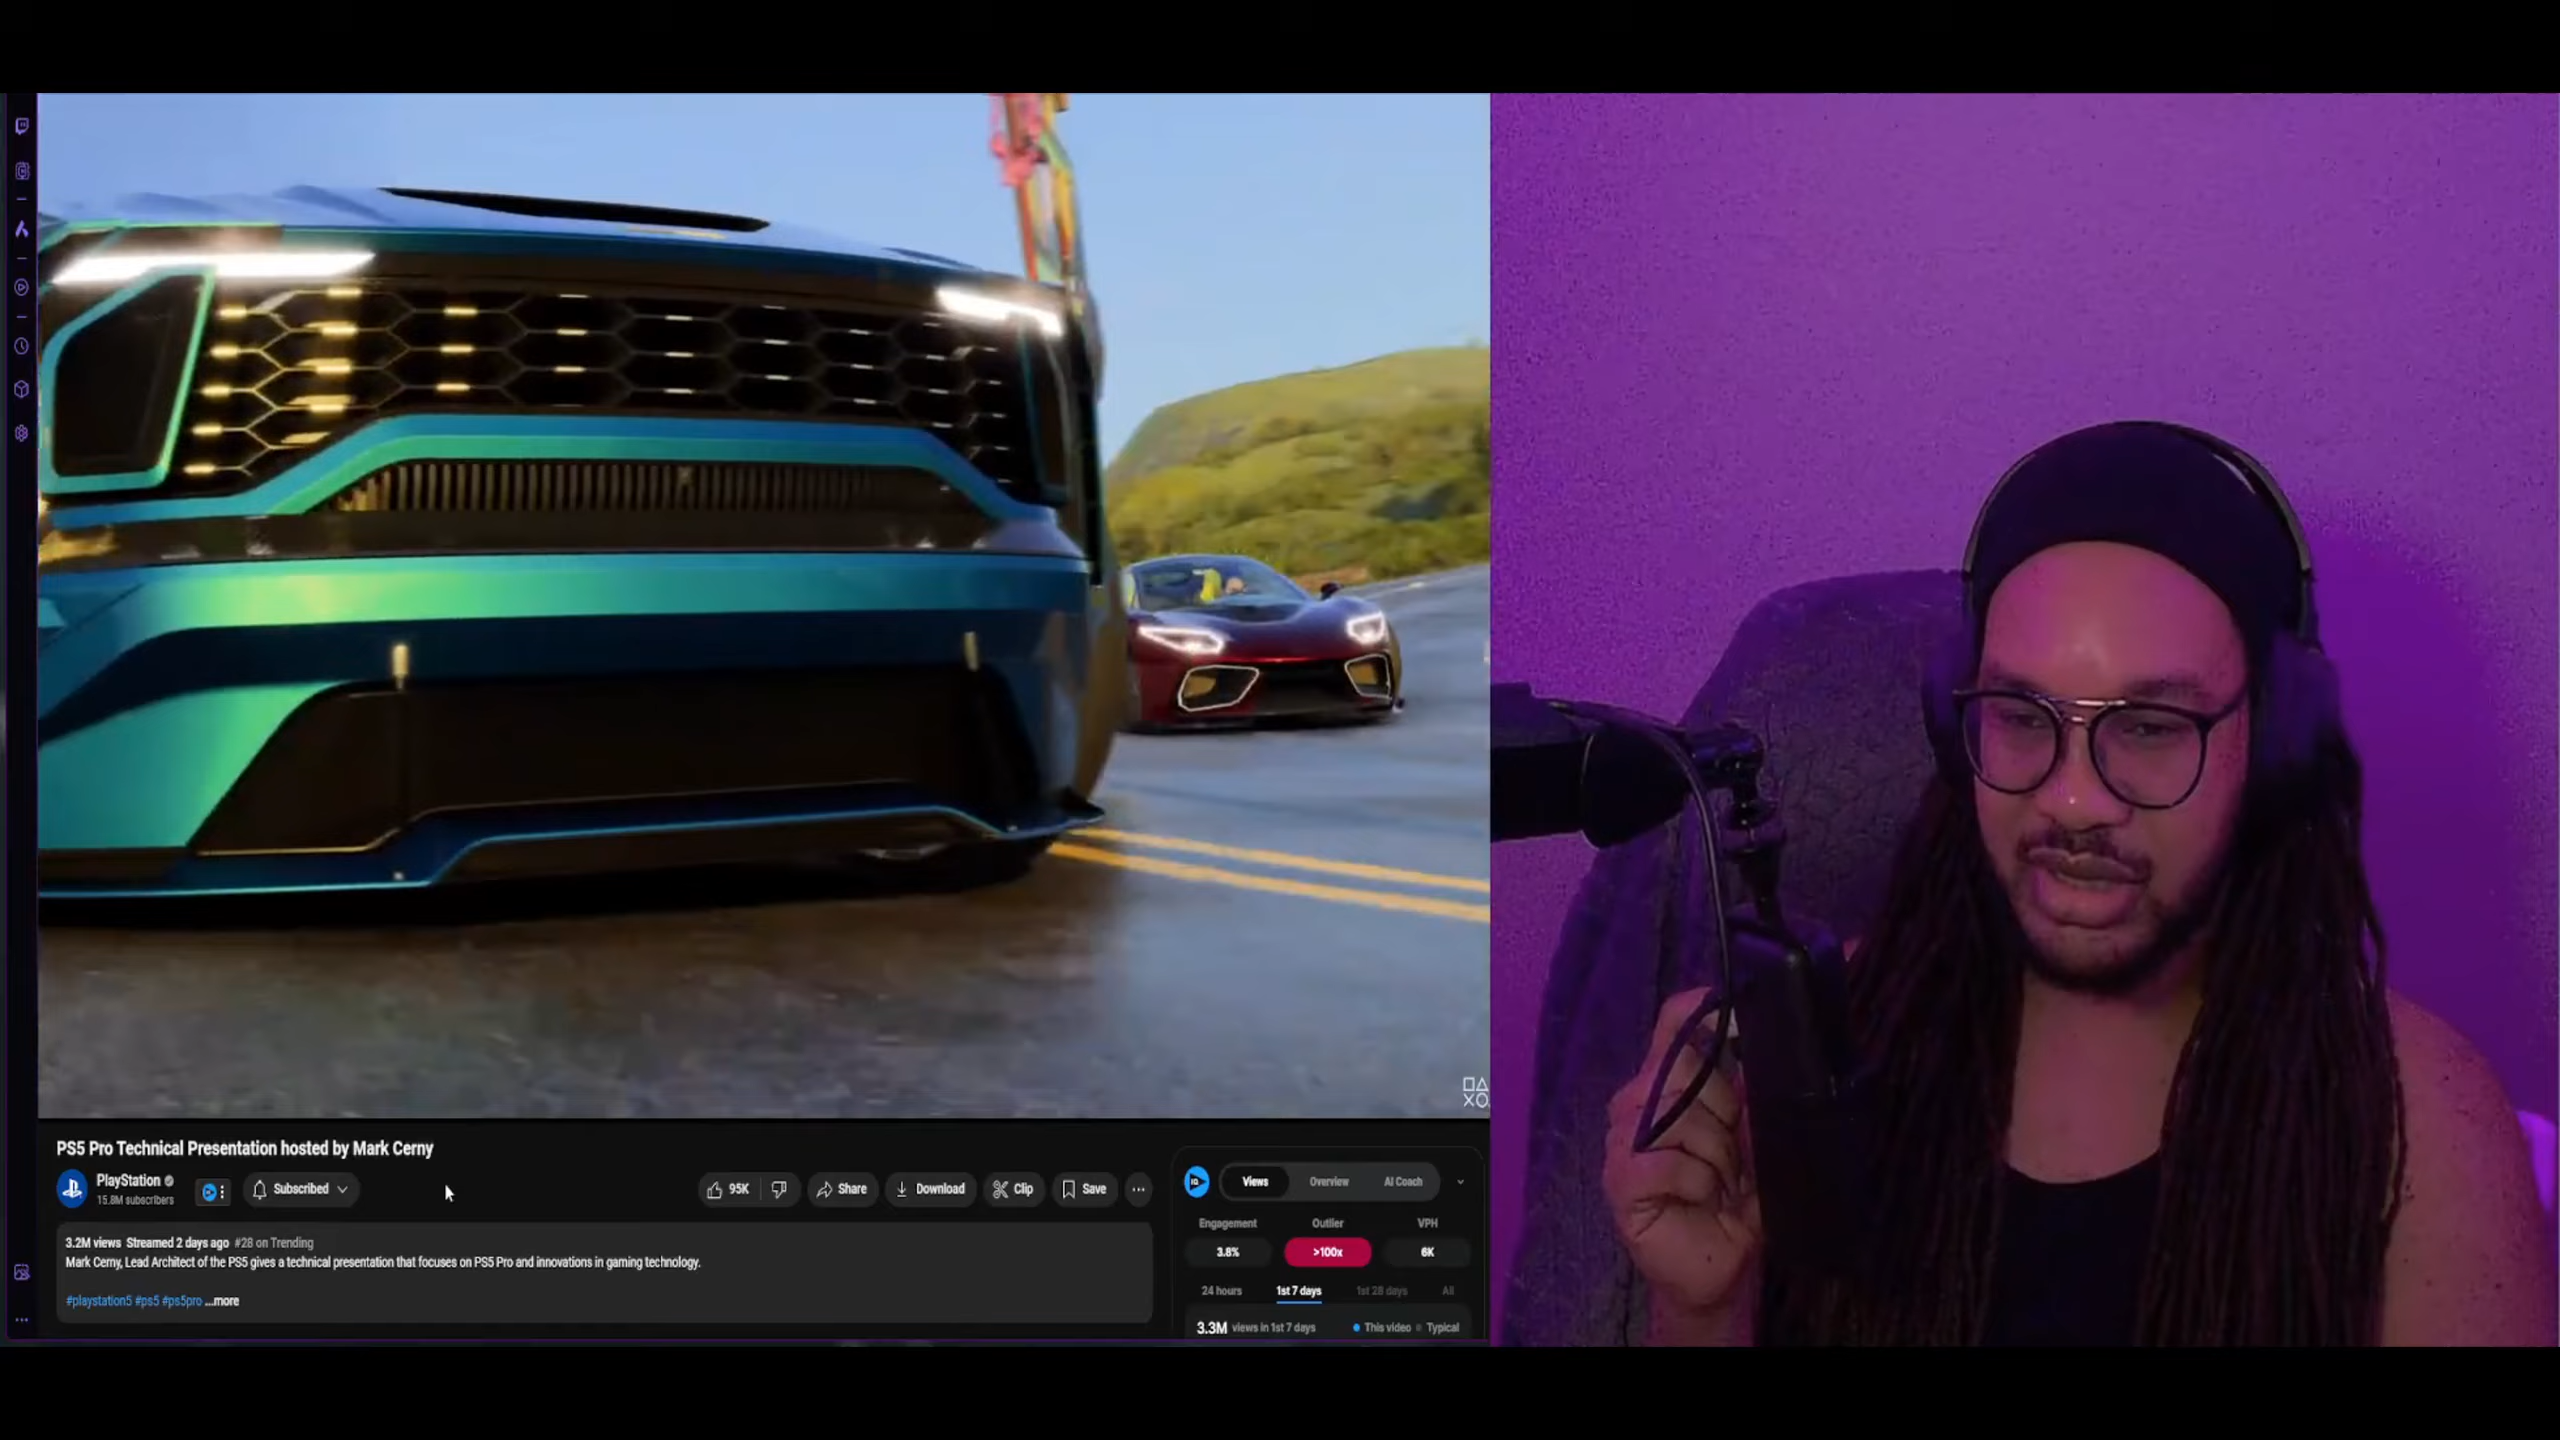 PS5 Pro Technical Presentation hosted by Mark Cerny
PlayStation
15.8M subscribers
Subscribed
95K
Share
Download
Clip
Save
3.2M views Streamed 2 days ago #28 on Trending
Mark Cerny, Lead Architect of the PS5 gives a technical presentation that focuses on PS5 Pro and innovations in gaming technology.
#playstation5 #ps5 #ps5pro ...more
IQ
Views Overview AI Coach
Engagement Outlier VPH
3.8% >100x 6K
24 hours 1st 7 days 1st 28 days All
3.3M views in 1st 7 days This video Typical